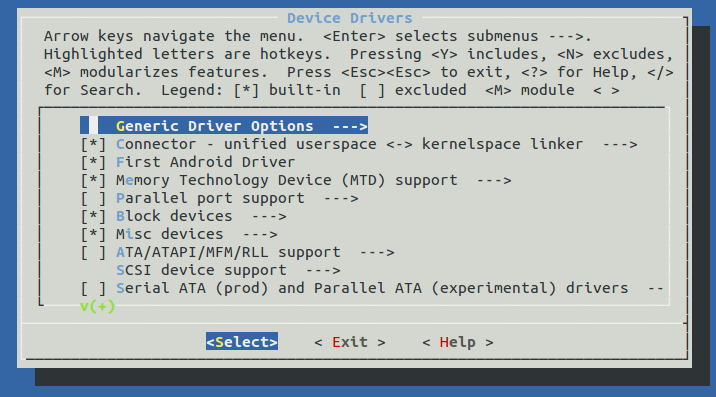 Device Drivers
Arrow keys navigate the menu.  <Enter> selects submenus --->.
Highlighted letters are hotkeys.  Pressing <Y> includes, <N> excludes,
<M> modularizes features.  Press <Esc><Esc> to exit, <?> for Help, </>
for Search.  Legend: [*] built-in  [ ] excluded  <M> module  < >
Generic Driver Options  --->
[*] Connector - unified userspace <-> kernelspace linker  --->
[*] First Android Driver
[*] Memory Technology Device (MTD) support  --->
[ ] Parallel port support  --->
[*] Block devices  --->
[*] Misc devices  --->
[ ] ATA/ATAPI/MFM/RLL support  --->
SCSI device support  --->
[ ] Serial ATA (prod) and Parallel ATA (experimental) drivers  --
v(+)
<Select>    < Exit >    < Help >